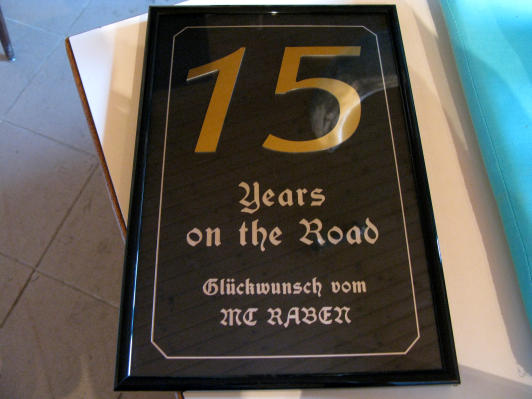 15
Years
on the Road
Glückwunsch vom
MC RABEN